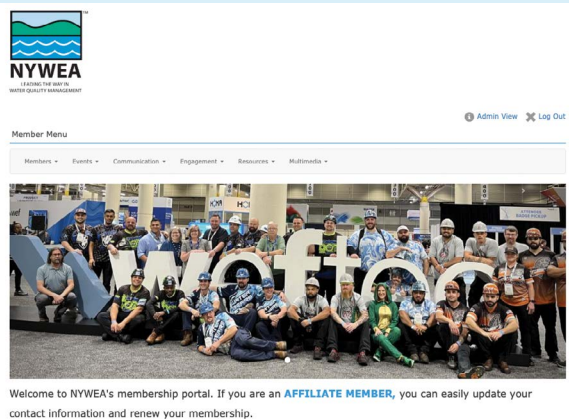 NYWEA
LEADING THE WAY IN
WATER QUALITY MANAGEMENT
Admin View
Log Out
Member Menu
Members
Events
Communication
Engagement
Resources
Multimedia
weftec
Welcome to NYWEA's membership portal. If you are an AFFILIATE MEMBER, you can easily update your
contact information and renew your membership.